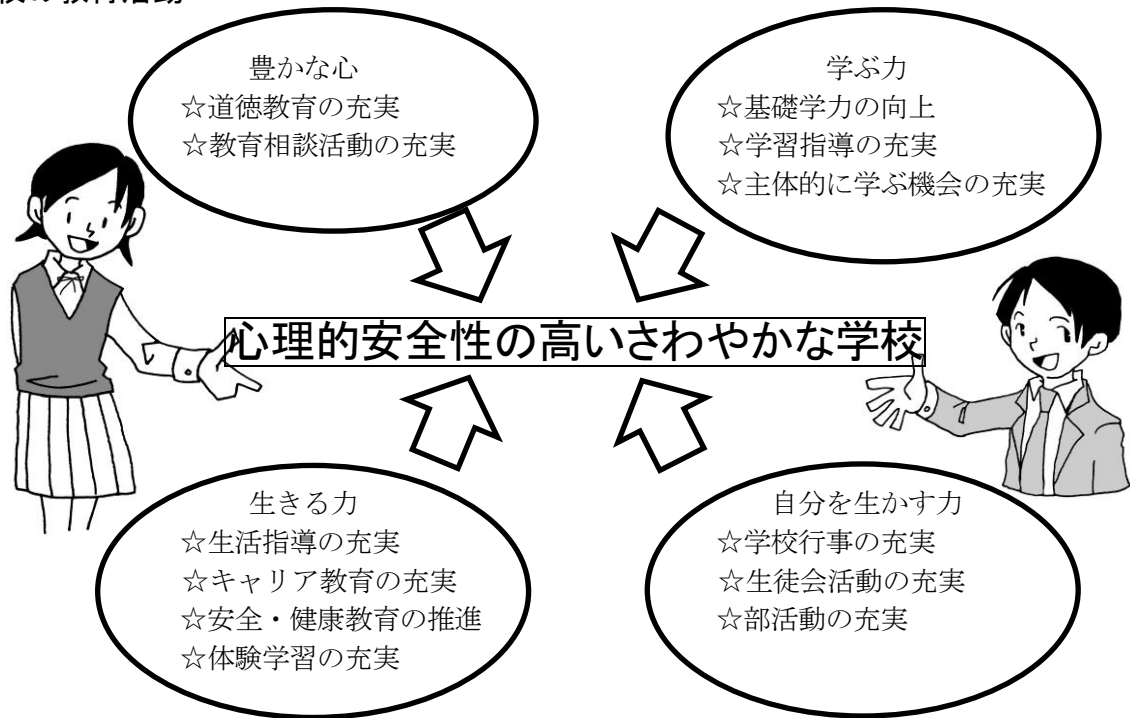 の教育活動
豊かな心
☆道徳教育の充実
☆教育相談活動の充実
学ぶ力
☆基礎学力の向上
☆学習指導の充実
☆主体的に学ぶ機会の充実
心理的安全性の高いさわやかな学校
生きる力
☆生活指導の充実
☆キャリア教育の充実
☆安全・健康教育の推進
☆体験学習の充実
自分を生かす力
☆学校行事の充実
☆生徒会活動の充実
☆部活動の充実